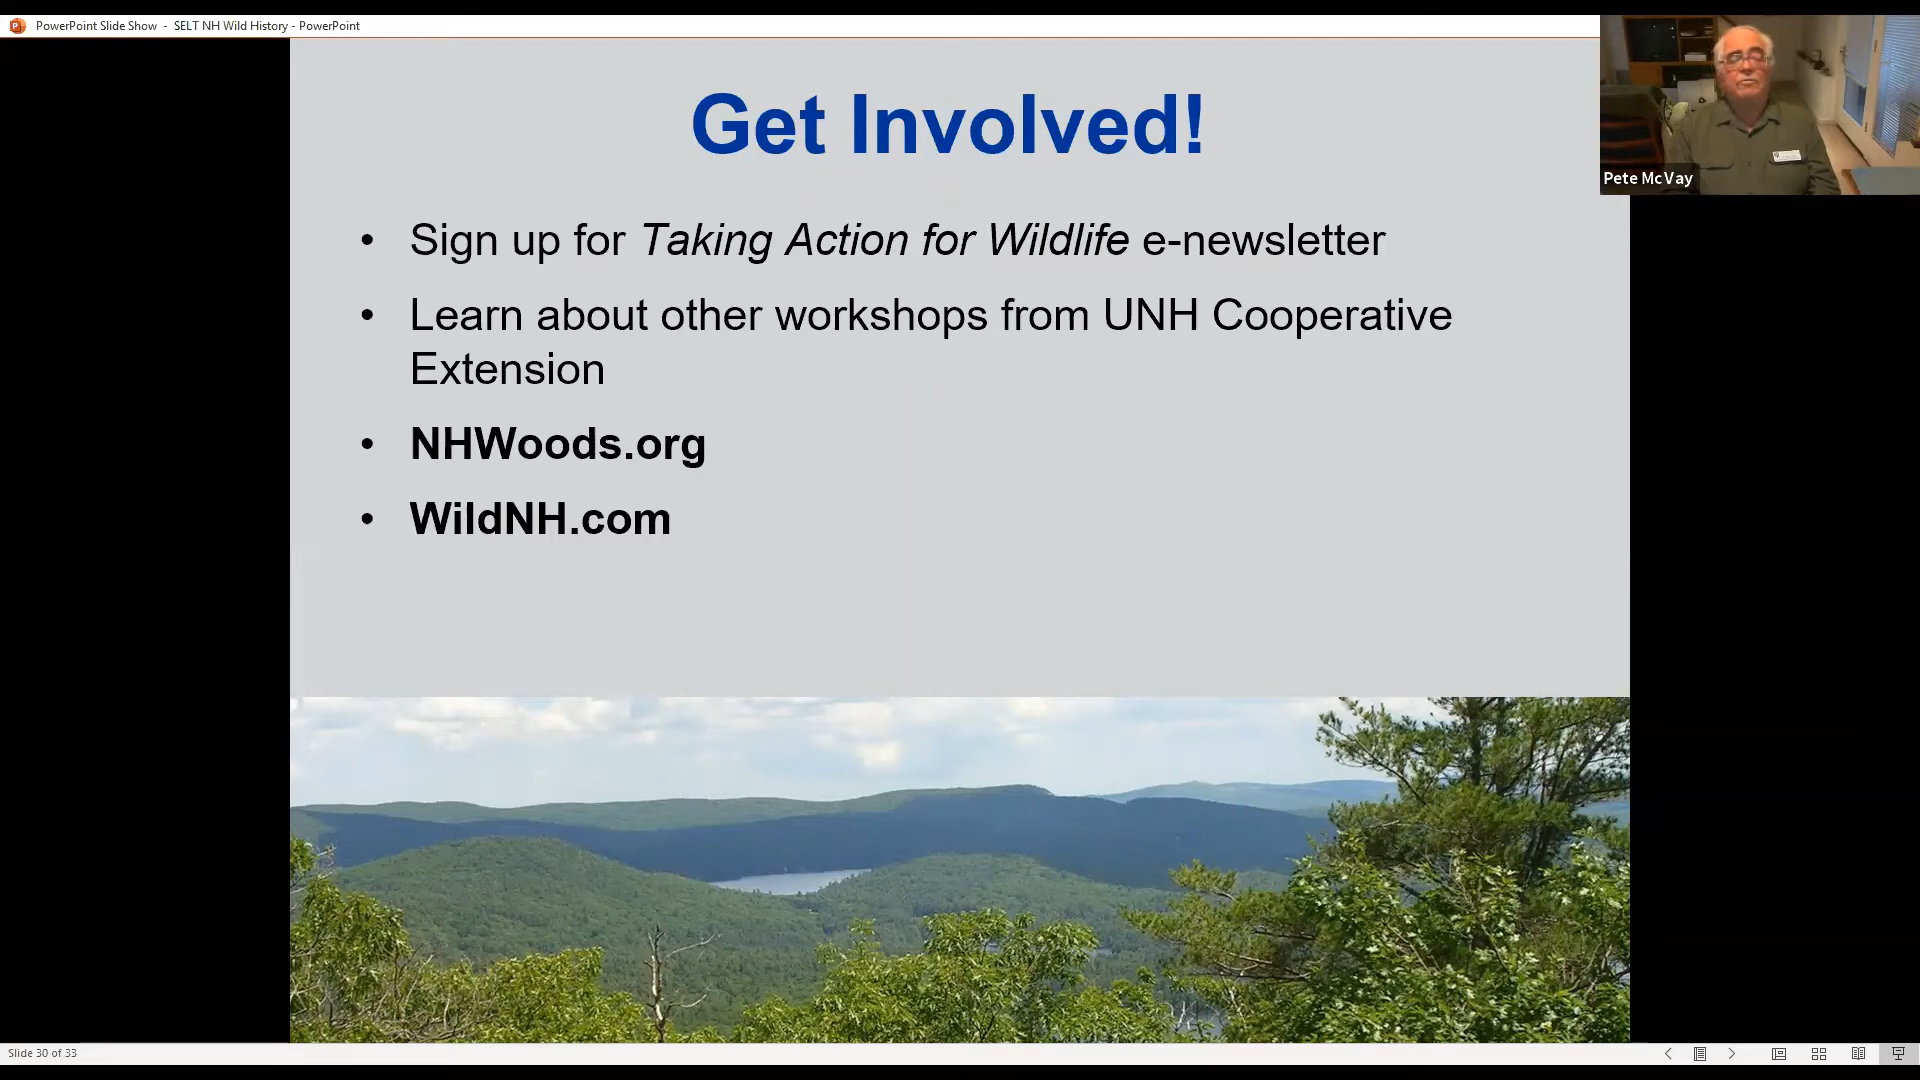 PowerPoint Slide Show - SELT NH Wild History - PowerPoint
Get Involved!
• Sign up for Taking Action for Wildlife e-newsletter
• Learn about other workshops from UNH Cooperative
Extension
• NHWoods.org
• WildNH.com
Pete McVay
Slide 30 of 33